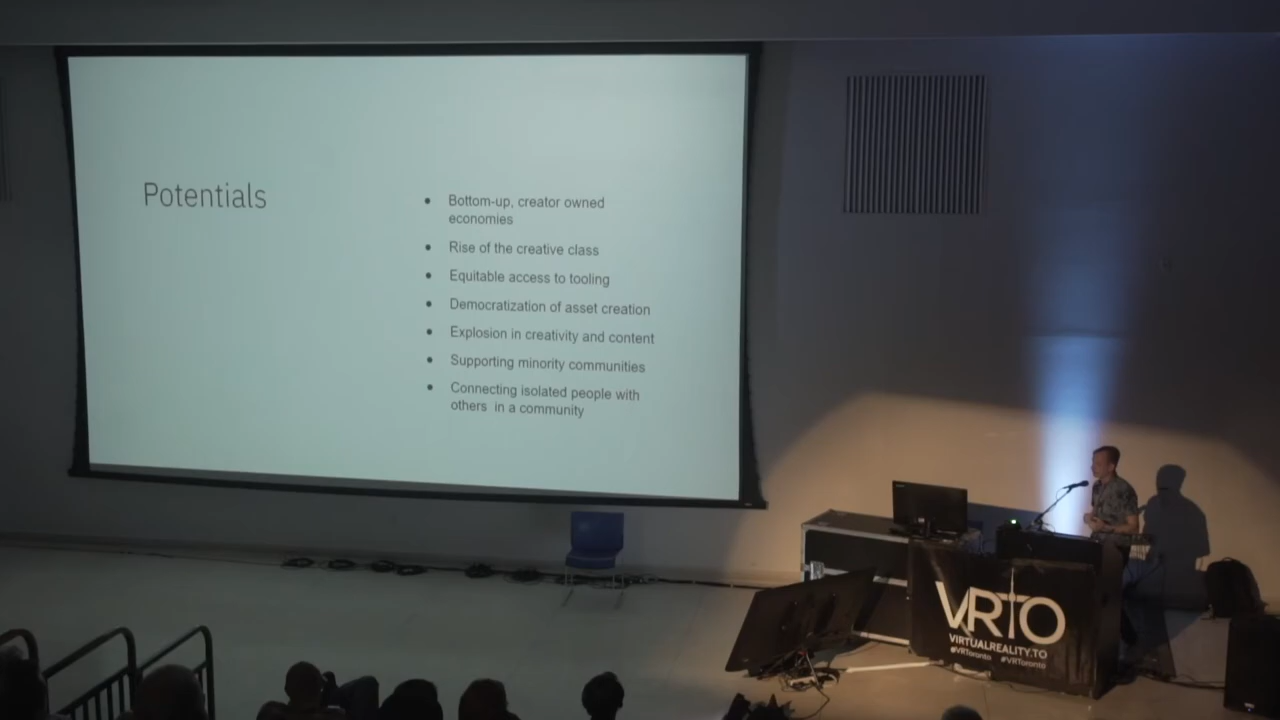 Potentials
Bottom-up, creator owned
economies
Rise of the creative class
Equitable access to tooling
Democratization of asset creation
Explosion in creativity and content
Supporting minority communities
Connecting isolated people with
others in a community
VRTO
VIRTUALREALITY.TO
#VRToronto #VRToronto